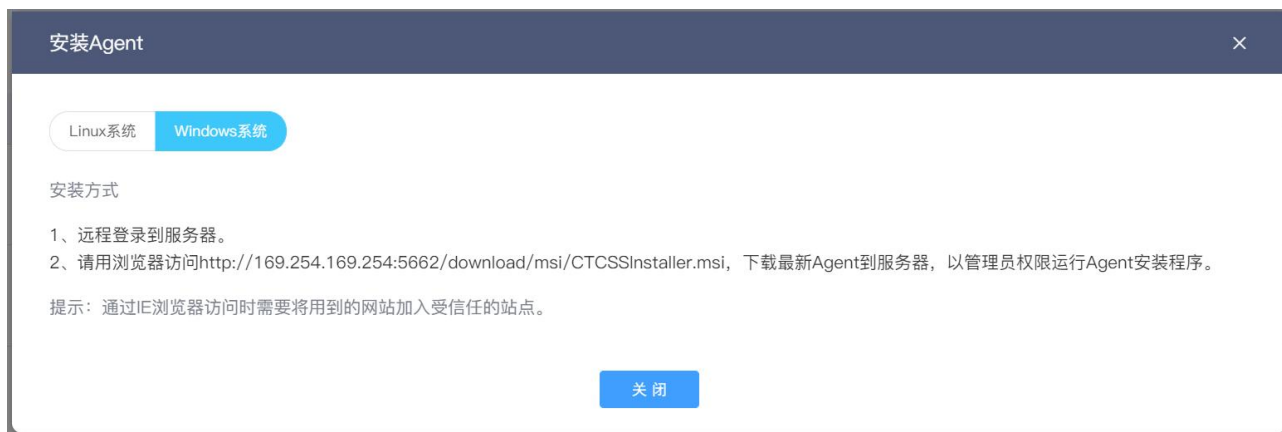 安装Agent
Linux系统 Windows系统
安装方式
1、远程登录到服务器。
2、请用浏览器访问http://169.254.169.254:5662/download/msi/CTCSSInstaller.msi，下载最新Agent到服务器，以管理员权限运行Agent安装程序。
提示：通过IE浏览器访问时需要将用到的网站加入受信任的站点。
关闭